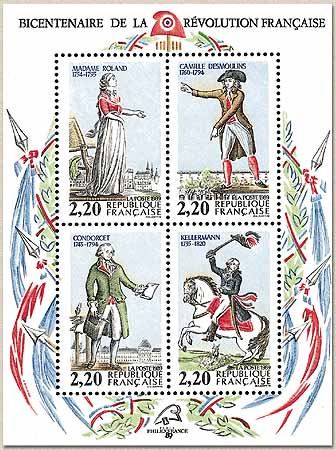 BICENTENAIRE DE LA RÉVOLUTION FRANÇAISE
MADAME ROLAND
1754-1793
LA POSTE 1989
2,20 RÉPUBLIQUE
FRANÇAISE
CAMILLE DESMOULINS
1760-1794
LA POSTE 1989
2,20 RÉPUBLIQUE
FRANÇAISE
CONDORCET
1743-1794
LA POSTE 1989
2,20 RÉPUBLIQUE
FRANÇAISE
KELLERMANN
1735-1820
LA POSTE 1989
2,20 RÉPUBLIQUE
FRANÇAISE
PHILEXFRANCE
89